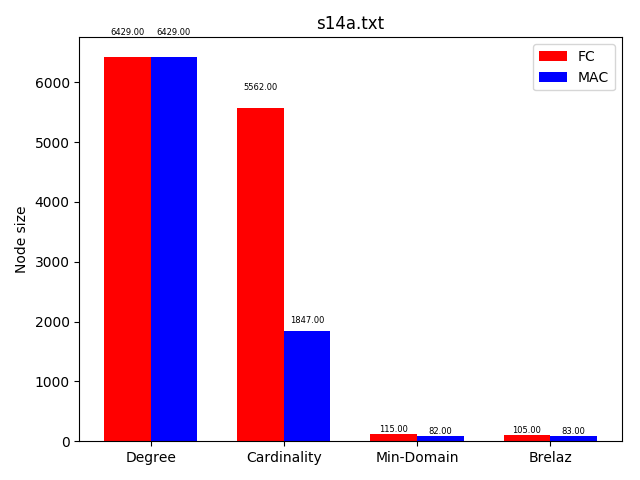 s14a.txt
6429.00 6429.00
FC
MAC
5562.00
1847.00
115.00 82.00 105.00 83.00
Node size
6000
5000
4000
3000
2000
1000
0
Degree Cardinality Min-Domain Brelaz